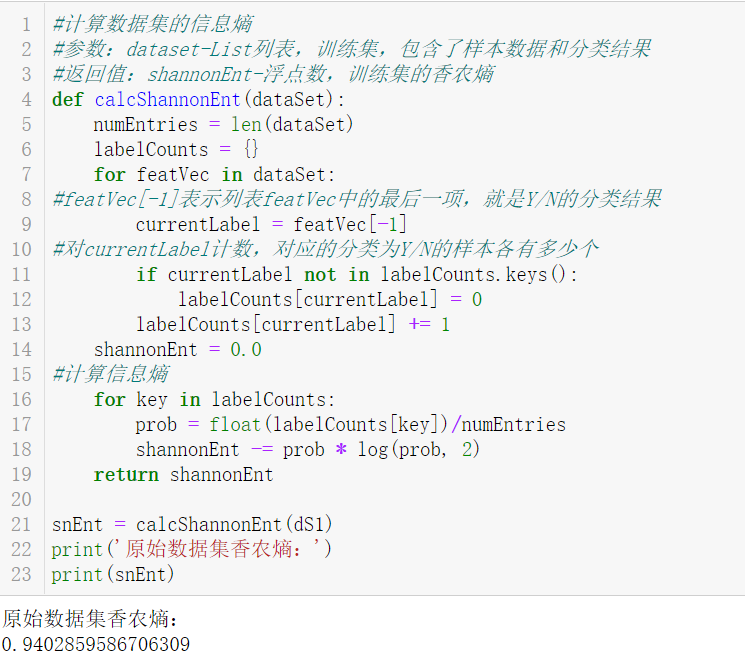 1 #计算数据集的信息熵
2 #参数：dataset-List列表，训练集，包含了样本数据和分类结果
3 #返回值：shannonEnt-浮点数，训练集的香农熵
4 def calcShannonEnt(dataSet):
5     numEntries = len(dataSet)
6     labelCounts = {}
7     for featVec in dataSet:
8 #featVec[-1]表示列表featVec中的最后一项，就是Y/N的分类结果
9         currentLabel = featVec[-1]
10 #对currentLabel计数，对应的分类为Y/N的样本各有多少个
11         if currentLabel not in labelCounts.keys():
12             labelCounts[currentLabel] = 0
13         labelCounts[currentLabel] += 1
14     shannonEnt = 0.0
15 #计算信息熵
16     for key in labelCounts:
17         prob = float(labelCounts[key])/numEntries
18         shannonEnt -= prob * log(prob, 2)
19     return shannonEnt
20
21 snEnt = calcShannonEnt(dS1)
22 print('原始数据集香农熵：')
23 print(snEnt)
原始数据集香农熵：
0.9402859586706309